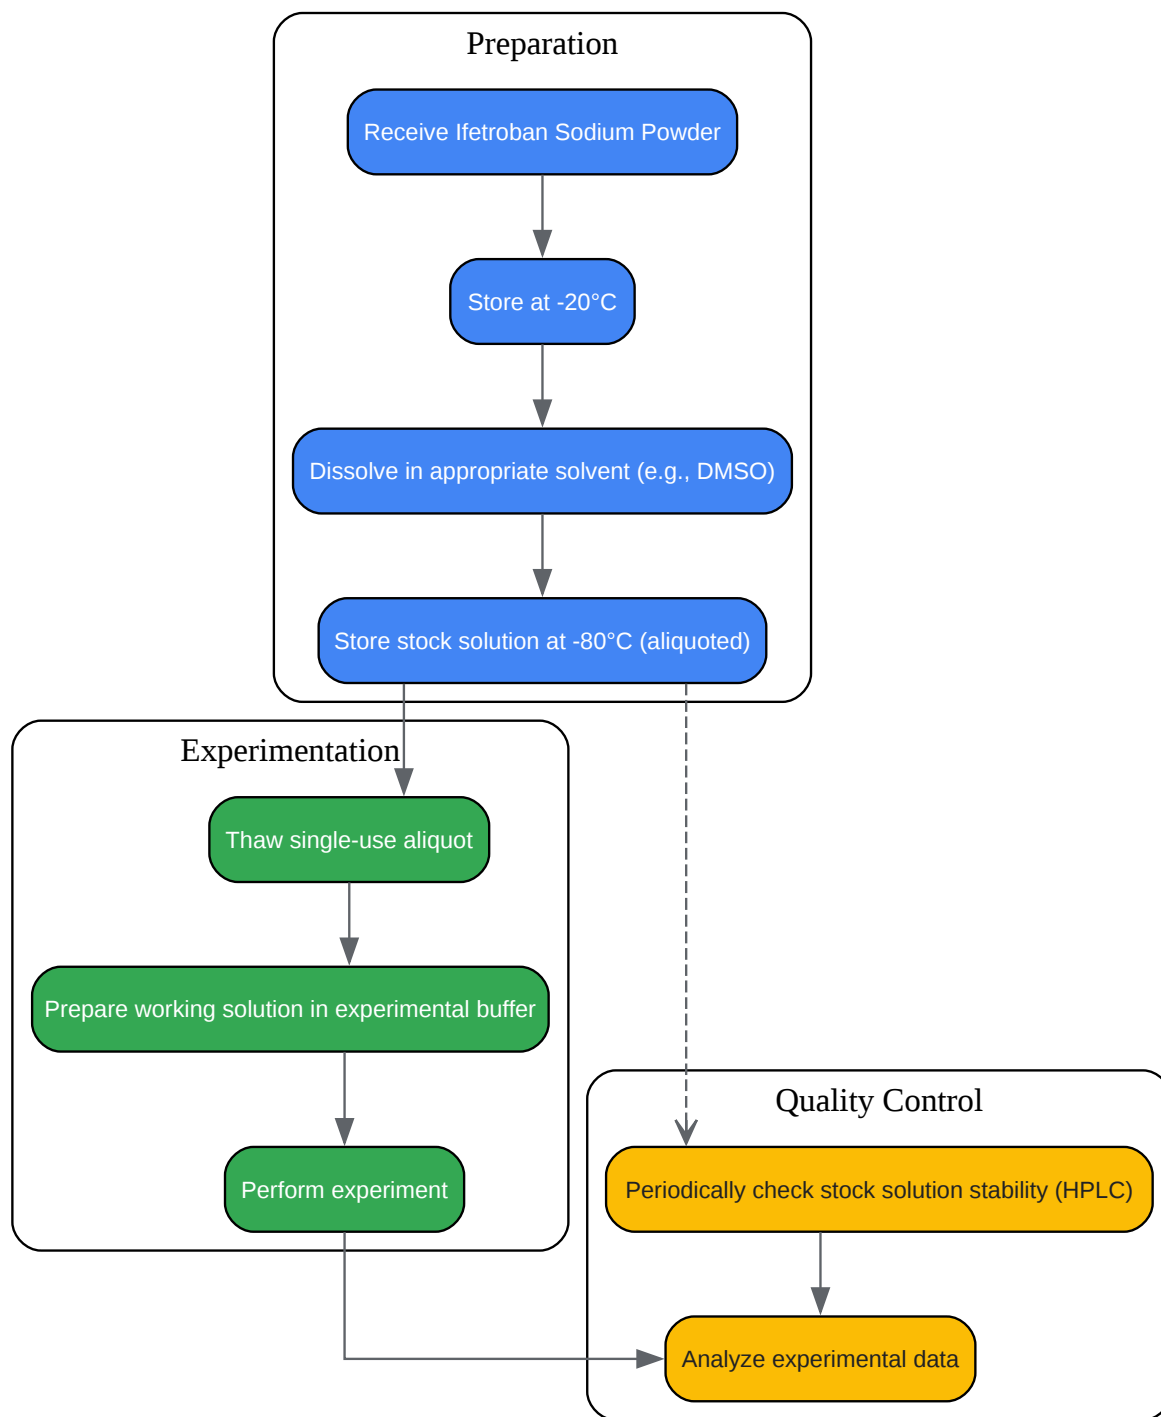 Preparation
Receive Ifetroban Sodium Powder
Store at -20°C
Dissolve in appropriate solvent (e.g., DMSO)
Store stock solution at -80°C (aliquoted)
Experimentation
Thaw single-use aliquot
Prepare working solution in experimental buffer
Perform experiment
Quality Control
Periodically check stock solution stability (HPLC)
Analyze experimental data